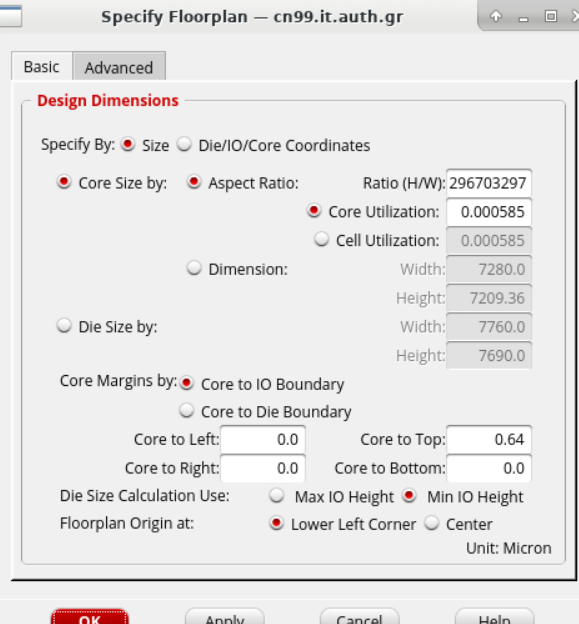 Specify Floorplan — cn99.it.auth.gr
Basic Advanced
Design Dimensions
Specify By: Size Die/IO/Core Coordinates
Core Size by: Aspect Ratio: Ratio (H/W): 296703297
Core Utilization: 0.000585
Cell Utilization: 0.000585
Dimension: Width: 7280.0
Height: 7209.36
Die Size by: Width: 7760.0
Height: 7690.0
Core Margins by: Core to IO Boundary
Core to Die Boundary
Core to Left: 0.0 Core to Top: 0.64
Core to Right: 0.0 Core to Bottom: 0.0
Die Size Calculation Use: Max IO Height Min IO Height
Floorplan Origin at: Lower Left Corner Center
Unit: Micron
OK Apply Cancel Help